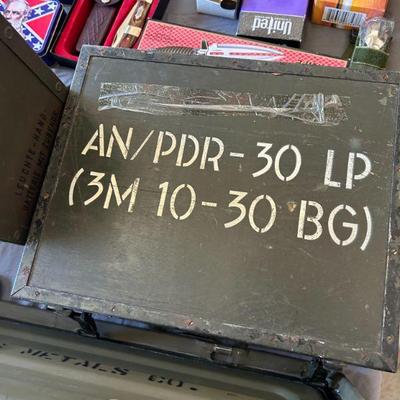 United
AN/PDR-30 LP
(3M 10-30 BG)
METALS CO.